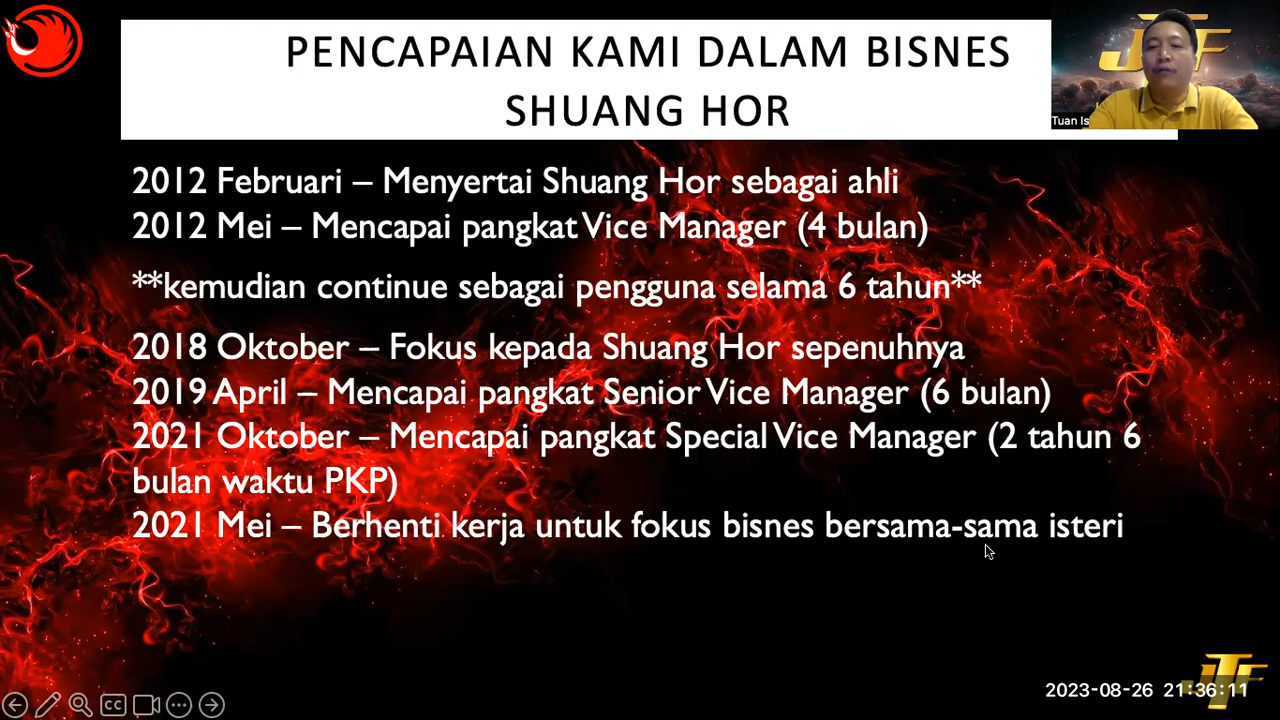 PENCAPAIAN KAMI DALAM BISNES
SHUANG HOR
JTF
Tuan Is
2012 Februari – Menyertai Shuang Hor sebagai ahli
2012 Mei – Mencapai pangkat Vice Manager (4 bulan)
**kemudian continue sebagai pengguna selama 6 tahun**
2018 Oktober – Fokus kepada Shuang Hor sepenuhnya
2019 April – Mencapai pangkat Senior Vice Manager (6 bulan)
2021 Oktober – Mencapai pangkat Special Vice Manager (2 tahun 6
bulan waktu PKP)
2021 Mei – Berhenti kerja untuk fokus bisnes bersama-sama isteri
CC
JTF
2023-08-26 21:36:11